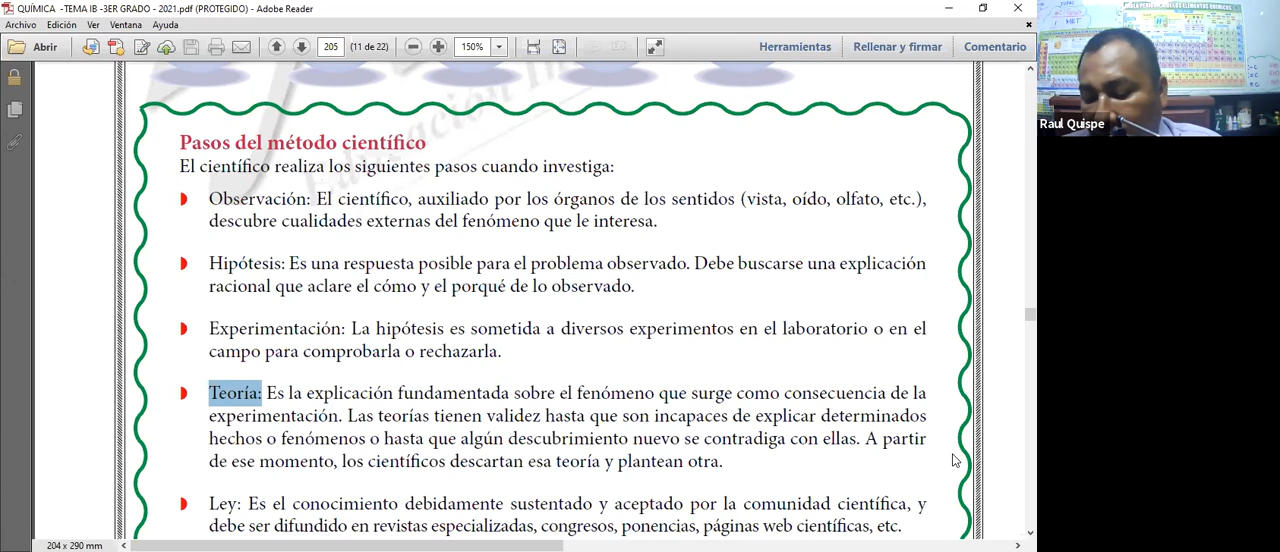 QUÍMICA -TEMA IB -3ER GRADO - 2021.pdf (PROTEGIDO) - Adobe Reader
Archivo Edición Ver Ventana Ayuda
Abrir 205 (11 de 22) 150% Herramientas Rellenar y firmar Comentario
Raul Quispe
Pasos del método científico
El científico realiza los siguientes pasos cuando investiga:
Observación: El científico, auxiliado por los órganos de los sentidos (vista, oído, olfato, etc.),
descubre cualidades externas del fenómeno que le interesa.
Hipótesis: Es una respuesta posible para el problema observado. Debe buscarse una explicación
racional que aclare el cómo y el porqué de lo observado.
Experimentación: La hipótesis es sometida a diversos experimentos en el laboratorio o en el
campo para comprobarla o rechazarla.
Teoría: Es la explicación fundamentada sobre el fenómeno que surge como consecuencia de la
experimentación. Las teorías tienen validez hasta que son incapaces de explicar determinados
hechos o fenómenos o hasta que algún descubrimiento nuevo se contradiga con ellas. A partir
de ese momento, los científicos descartan esa teoría y plantean otra.
Ley: Es el conocimiento debidamente sustentado y aceptado por la comunidad científica, y
debe ser difundido en revistas especializadas, congresos, ponencias, páginas web científicas, etc.
204 x 290 mm